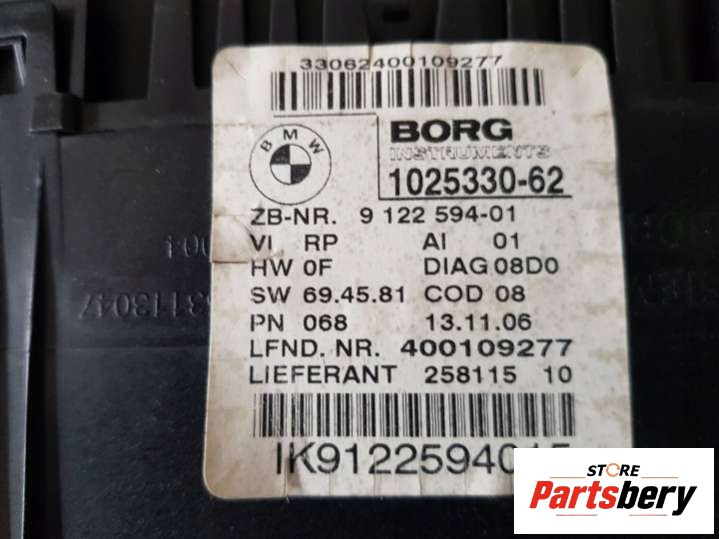 33062400109277
BMW
BORG
INSTRUMENTS
1025330-62
ZB-NR. 9 122 594-01
VI RP AI 01
HW 0F DIAG 08D0
SW 69.45.81 COD 08
PN 068 13.11.06
LFND. NR. 400109277
LIEFERANT 258115 10
STORE
Partsbery